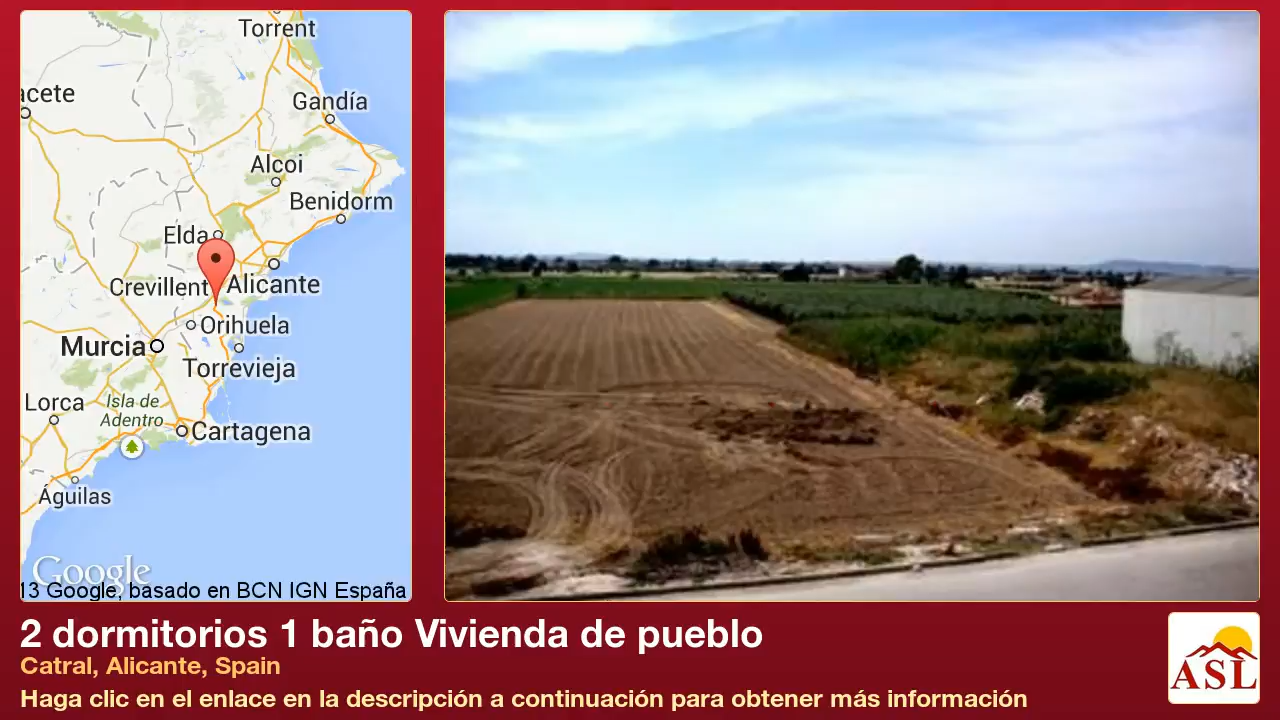 Torrent
acete
Gandía
Alcoi
Benidorm
Elda
Crevillent
Alicante
Orihuela
Murcia
Torrevieja
Lorca
Isla de
Adentro
Cartagena
Águilas
Google
13 Google, basado en BCN IGN España
2 dormitorios 1 baño Vivienda de pueblo
Catral, Alicante, Spain
Haga clic en el enlace en la descripción a continuación para obtener más información
ASL